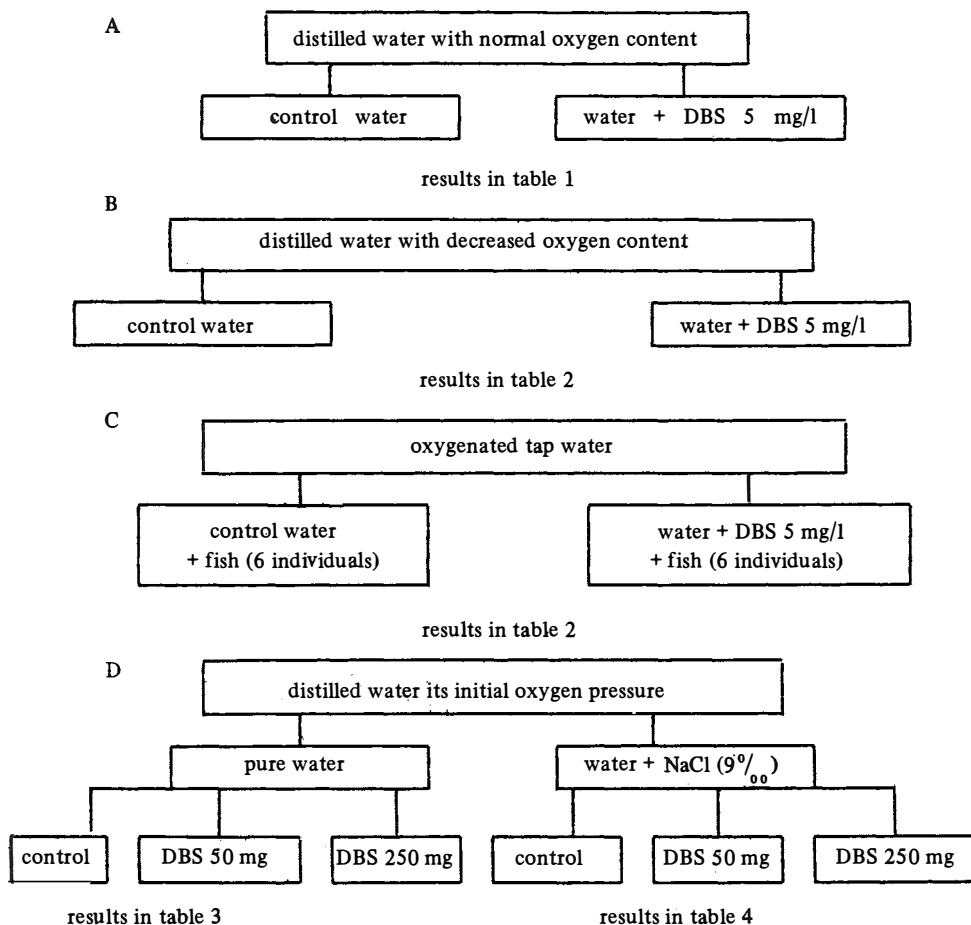 A
distilled water with normal oxygen content
control water
water + DBS 5 mg/l
results in table 1
B
distilled water with decreased oxygen content
control water
water + DBS 5 mg/l
results in table 2
C
oxygenated tap water
control water
+ fish (6 individuals)
water + DBS 5 mg/l
+ fish (6 individuals)
results in table 2
D
distilled water its initial oxygen pressure
pure water
water + NaCl (9⁰/₀₀)
control
DBS 50 mg
DBS 250 mg
control
DBS 50 mg
DBS 250 mg
results in table 3
results in table 4